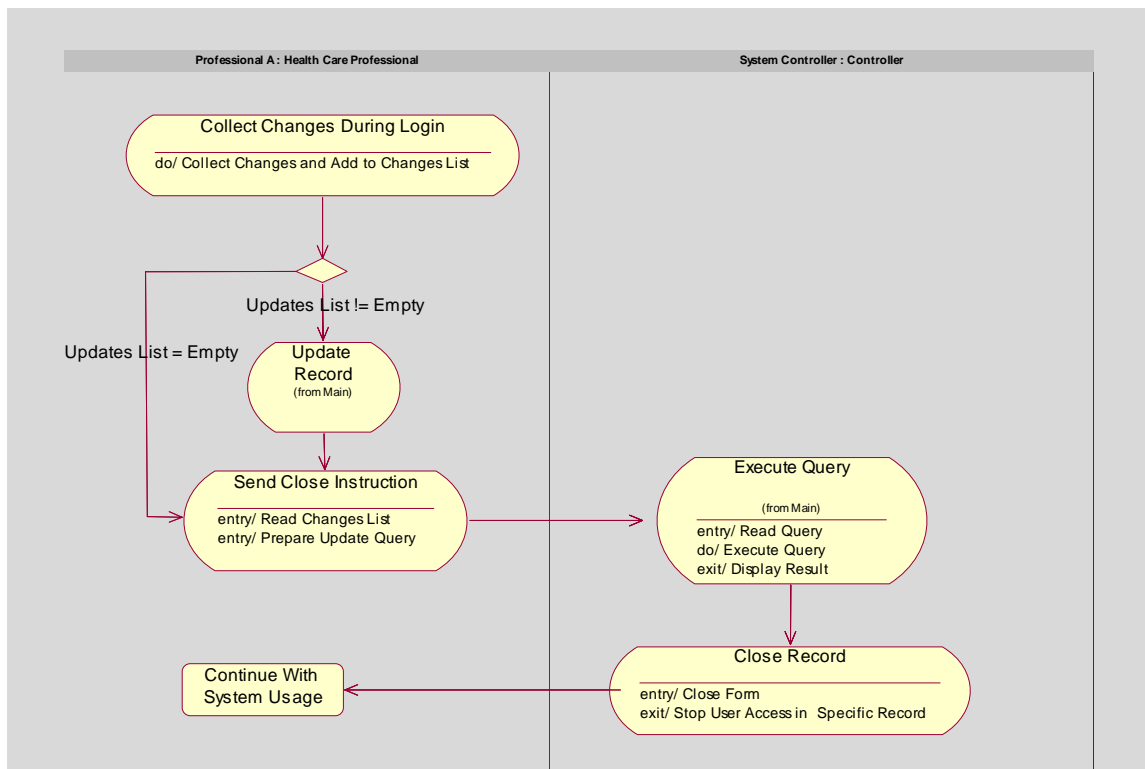 Professional A : Health Care Professional
System Controller : Controller
Collect Changes During Login
do/ Collect Changes and Add to Changes List
Updates List != Empty
Updates List = Empty
Update
Record
(from Main)
Send Close Instruction
entry/ Read Changes List
entry/ Prepare Update Query
Execute Query
(from Main)
entry/ Read Query
do/ Execute Query
exit/ Display Result
Close Record
entry/ Close Form
exit/ Stop User Access in Specific Record
Continue With
System Usage